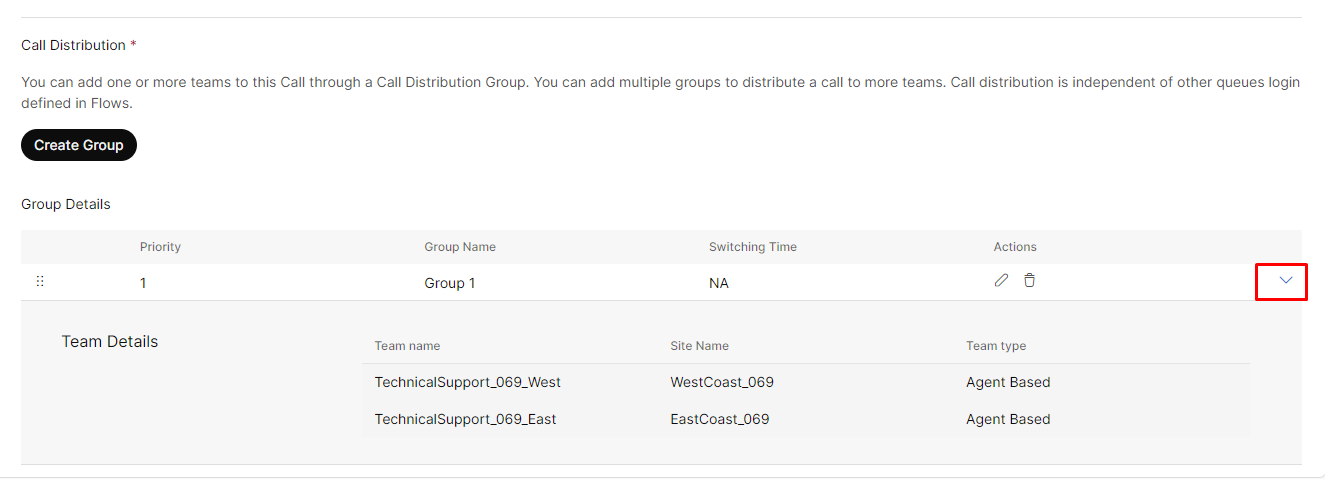 Call Distribution *
You can add one or more teams to this Call through a Call Distribution Group. You can add multiple groups to distribute a call to more teams. Call distribution is independent of other queues login
defined in Flows.
Create Group
Group Details
Priority Group Name Switching Time Actions
1 Group 1 NA
Team Details
Team name Site Name Team type
TechnicalSupport_069_West WestCoast_069 Agent Based
TechnicalSupport_069_East EastCoast_069 Agent Based